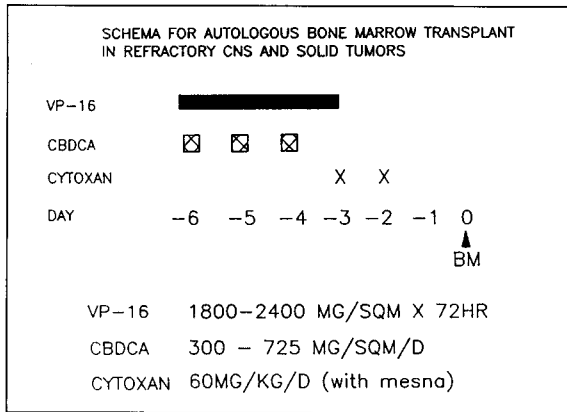 SCHEMA FOR AUTOLOGOUS BONE MARROW TRANSPLANT
IN REFRACTORY CNS AND SOLID TUMORS
VP-16
CBDCA
CYTOXAN X X
DAY -6 -5 -4 -3 -2 -1 0
BM
VP-16 1800-2400 MG/SQM X 72HR
CBDCA 300 - 725 MG/SQM/D
CYTOXAN 60MG/KG/D (with mesna)